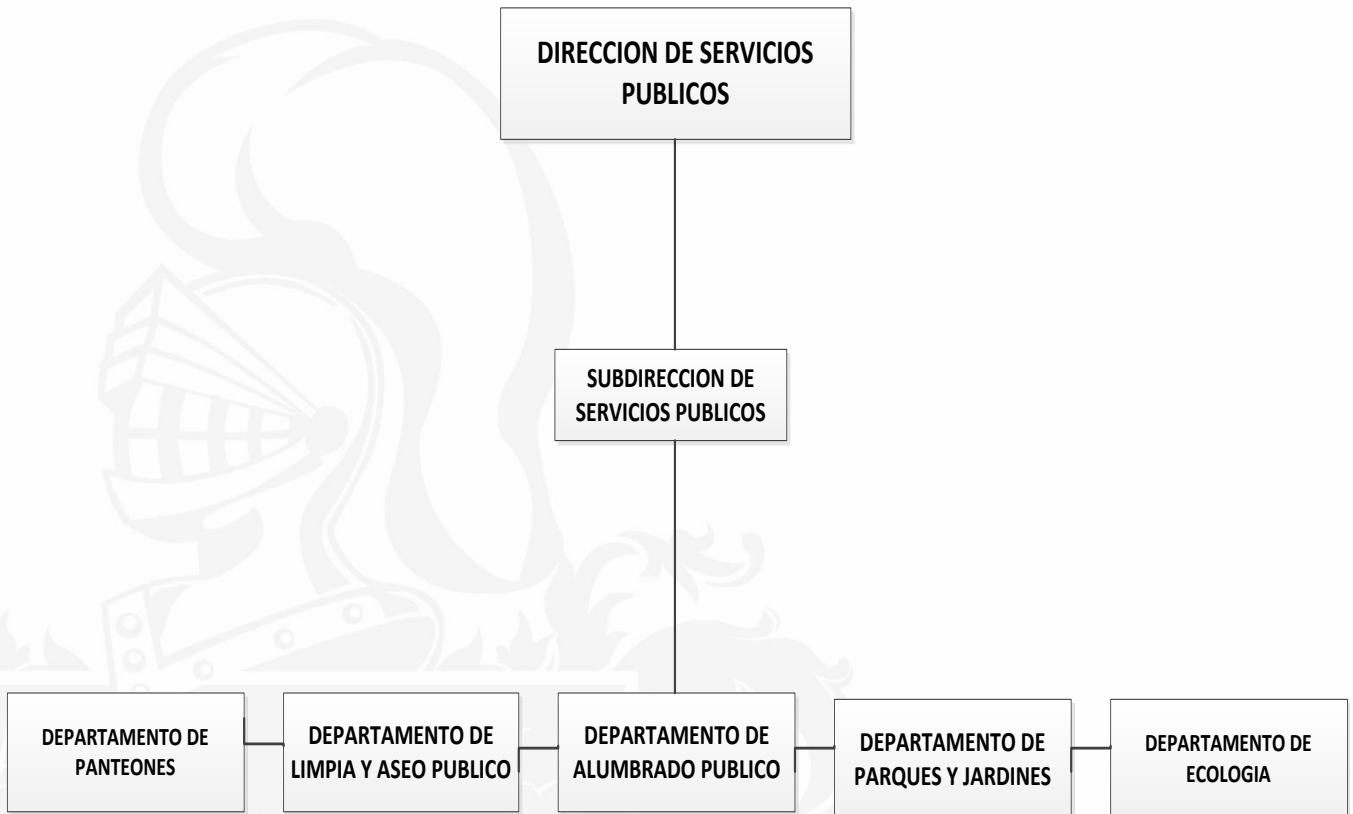 DIRECCION DE SERVICIOS
PUBLICOS
SUBDIRECCION DE
SERVICIOS PUBLICOS
DEPARTAMENTO DE
PANTEONES
DEPARTAMENTO DE
LIMPIA Y ASEO PUBLICO
DEPARTAMENTO DE
ALUMBRADO PUBLICO
DEPARTAMENTO DE
PARQUES Y JARDINES
DEPARTAMENTO DE
ECOLOGIA